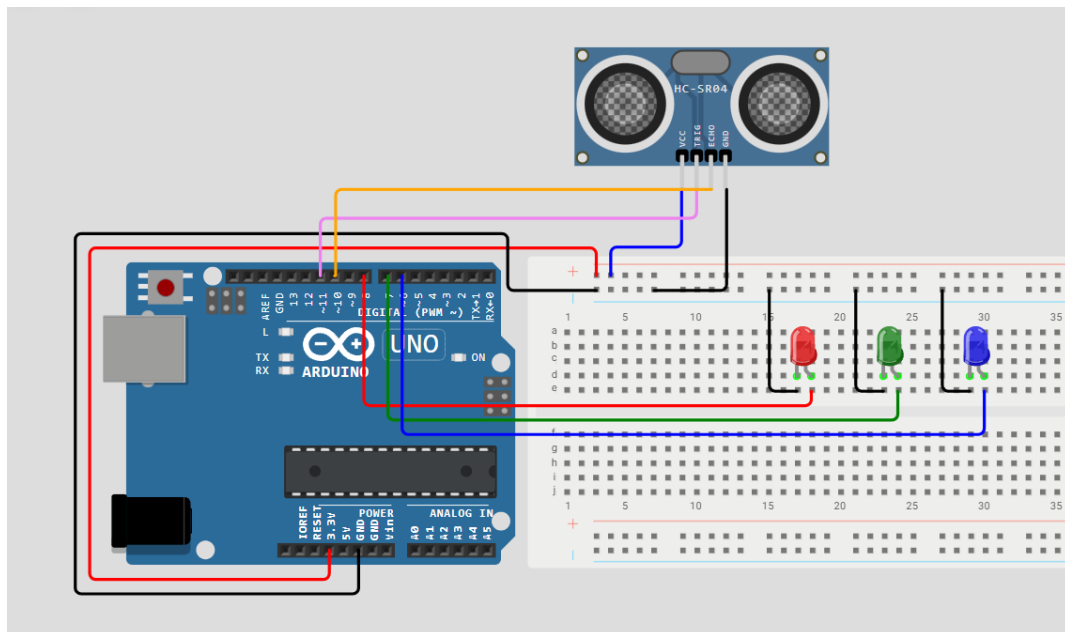 HC-SR04
VCC
TRIG
ECHO
GND
AREF
GND
13
12
~11
~10
~9
8
7
~6
~5
4
~3
2
TX→1
RX←0
DIGITAL (PWM ~)
L
TX
RX
UNO
ARDUINO
ON
IOREF
RESET
3.3V
5V
GND
GND
Vin
POWER
ANALOG IN
A0
A1
A2
A3
A4
A5
+
1 5 10 15 20 25 30 35
a
b
c
d
e
f
g
h
i
j
1 5 10 15 20 25 30 35
+